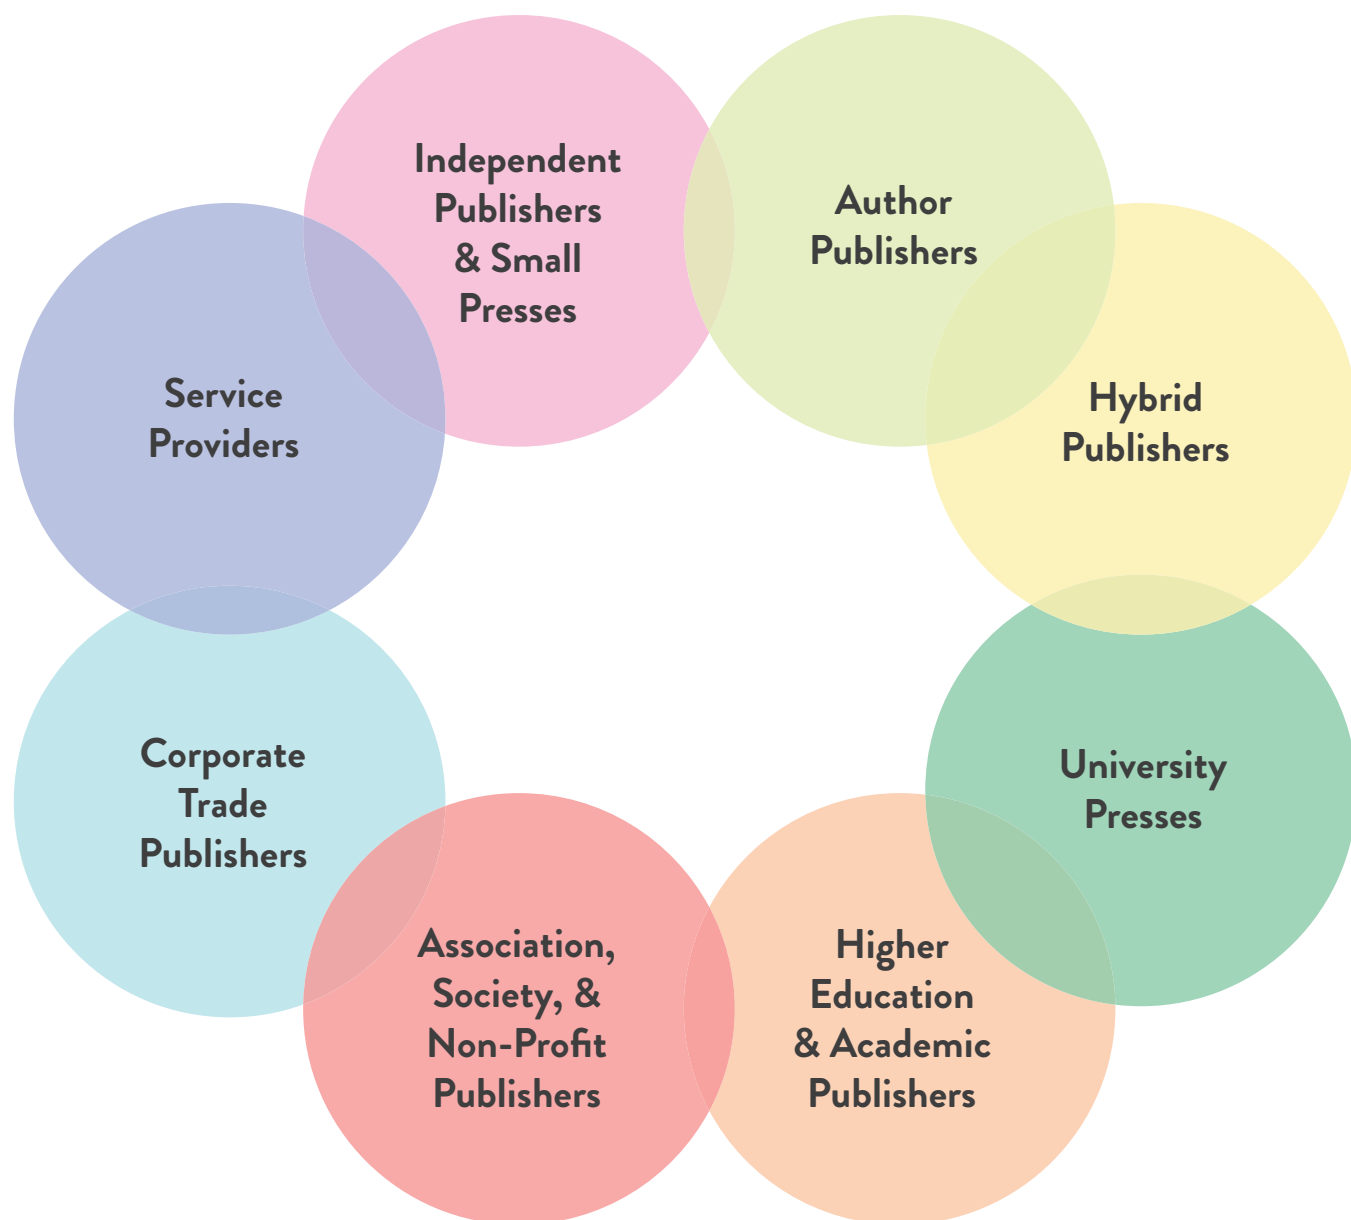 Independent
Publishers
& Small
Presses
Author
Publishers
Hybrid
Publishers
University
Presses
Higher
Education
& Academic
Publishers
Association,
Society, &
Non-Profit
Publishers
Corporate
Trade
Publishers
Service
Providers